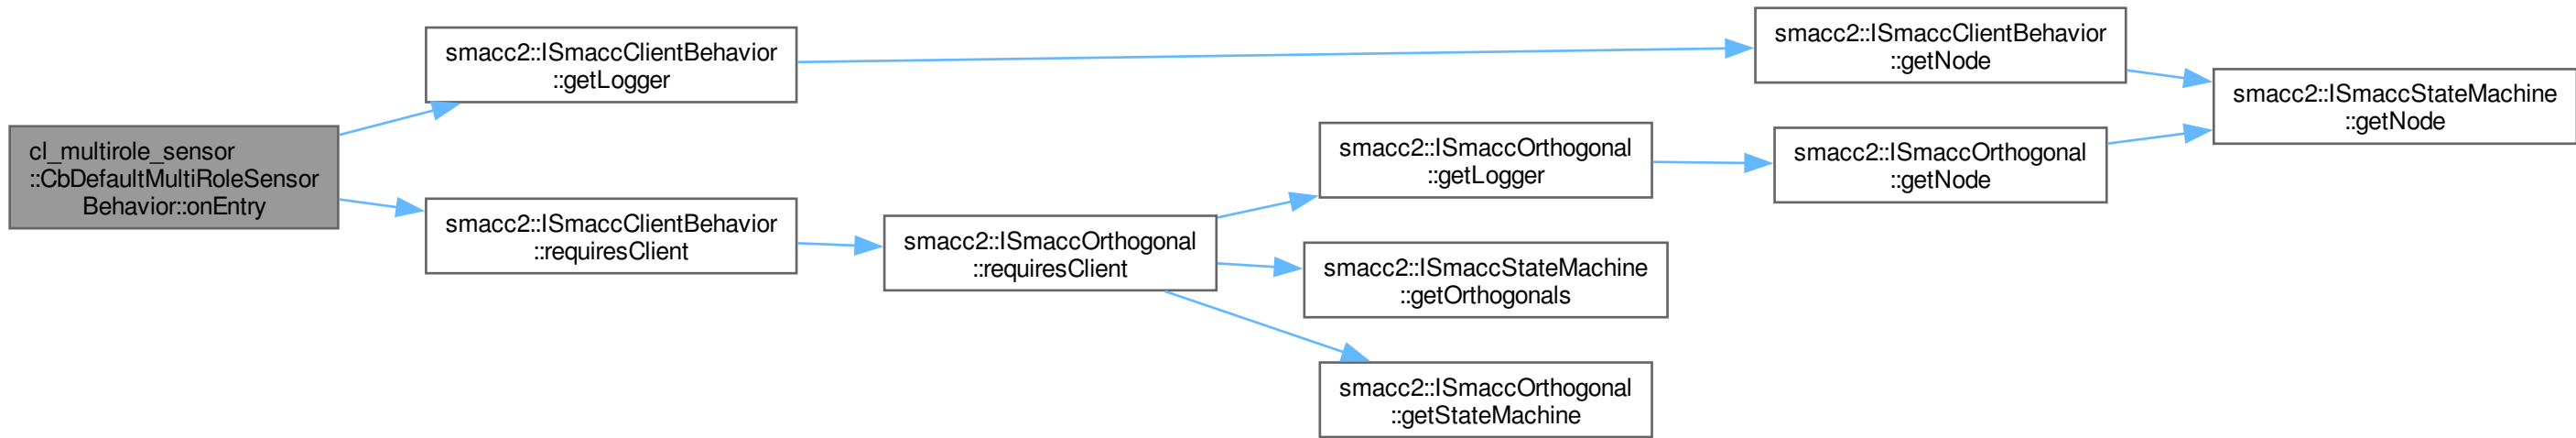 cl_multirole_sensor
::CbDefaultMultiRoleSensor
Behavior::onEntry
smacc2::ISmaccClientBehavior
::getLogger
smacc2::ISmaccClientBehavior
::requiresClient
smacc2::ISmaccOrthogonal
::requiresClient
smacc2::ISmaccOrthogonal
::getLogger
smacc2::ISmaccStateMachine
::getOrthogonals
smacc2::ISmaccOrthogonal
::getStateMachine
smacc2::ISmaccClientBehavior
::getNode
smacc2::ISmaccOrthogonal
::getNode
smacc2::ISmaccStateMachine
::getNode